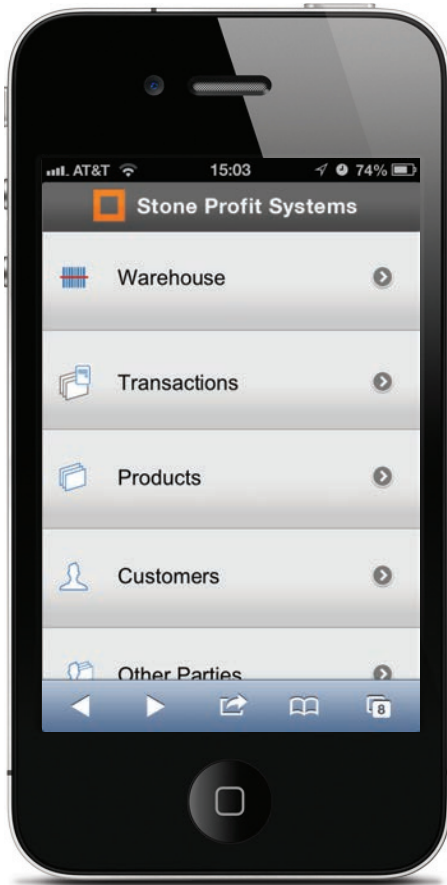 AT&T 15:03 74%
Stone Profit Systems
Warehouse
Transactions
Products
Customers
Other Parties
8